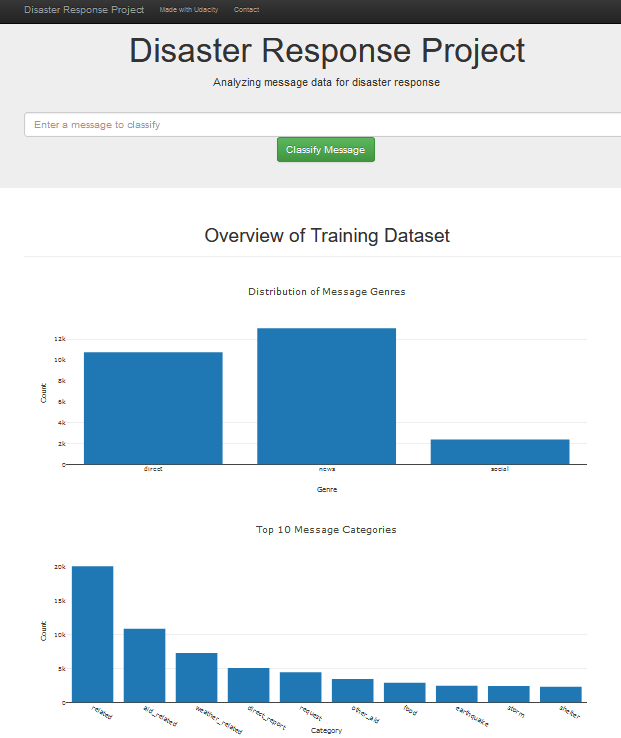 Disaster Response Project Made with Udacity Contact
Disaster Response Project
Analyzing message data for disaster response
Enter a message to classify
Classify Message
Overview of Training Dataset
Distribution of Message Genres
12k
10k
8k
6k
4k
2k
0
Count
direct news social
Genre
Top 10 Message Categories
20k
15k
10k
5k
0
Count
related aid_related weather_related direct_report request other_aid food earthquake storm shelter
Category